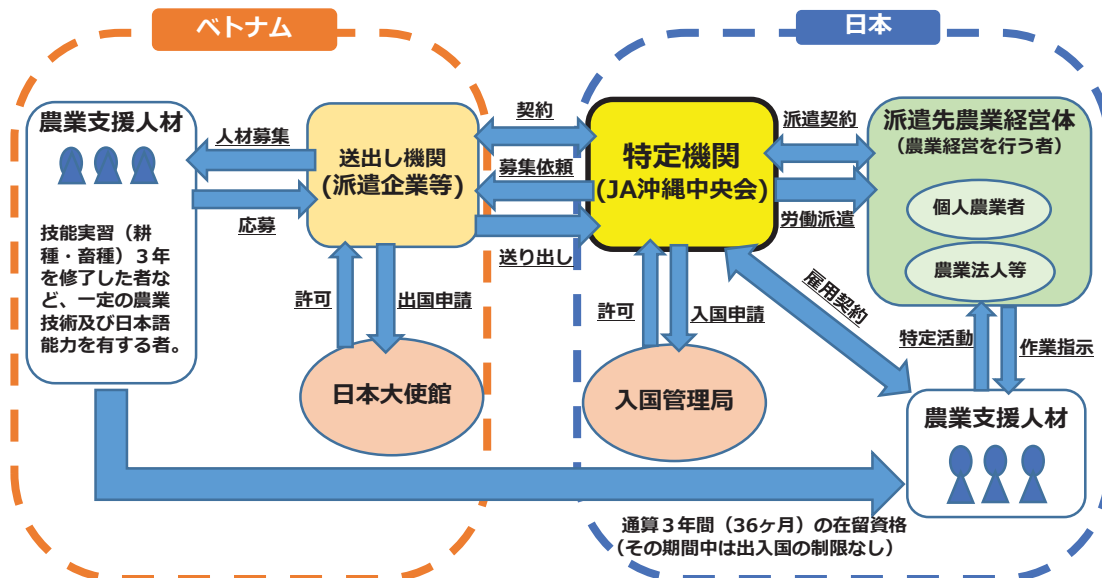 ベトナム
日本
農業支援人材
技能実習（耕
種・畜種）３年
を修了した者な
ど、一定の農業
技術及び日本語
能力を有する者。
人材募集
応募
送出し機関
(派遣企業等)
許可
出国申請
日本大使館
契約
募集依頼
送り出し
特定機関
(JA沖縄中央会)
許可
入国申請
入国管理局
派遣契約
労働派遣
雇用契約
派遣先農業経営体
（農業経営を行う者）
個人農業者
農業法人等
特定活動
作業指示
農業支援人材
通算３年間（36ヶ月）の在留資格
（その期間中は出入国の制限なし）